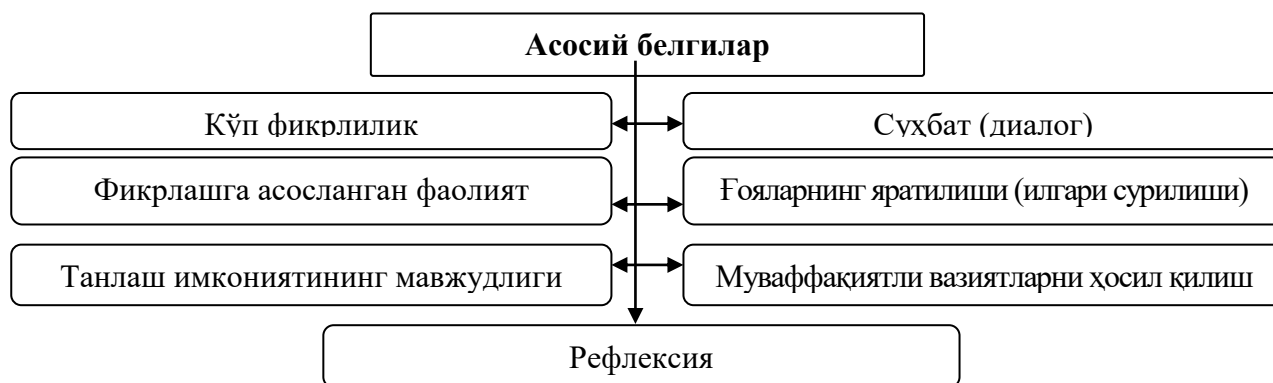 Асосий белгилар
Кўп фикрлилик
Суҳбат (диалог)
Фикрлашга асосланган фаолият
Ғояларнинг яратилиши (илгари сурилиши)
Танлаш имкониятининг мавжудлиги
Муваффақиятли вазиятларни ҳосил қилиш
Рефлексия